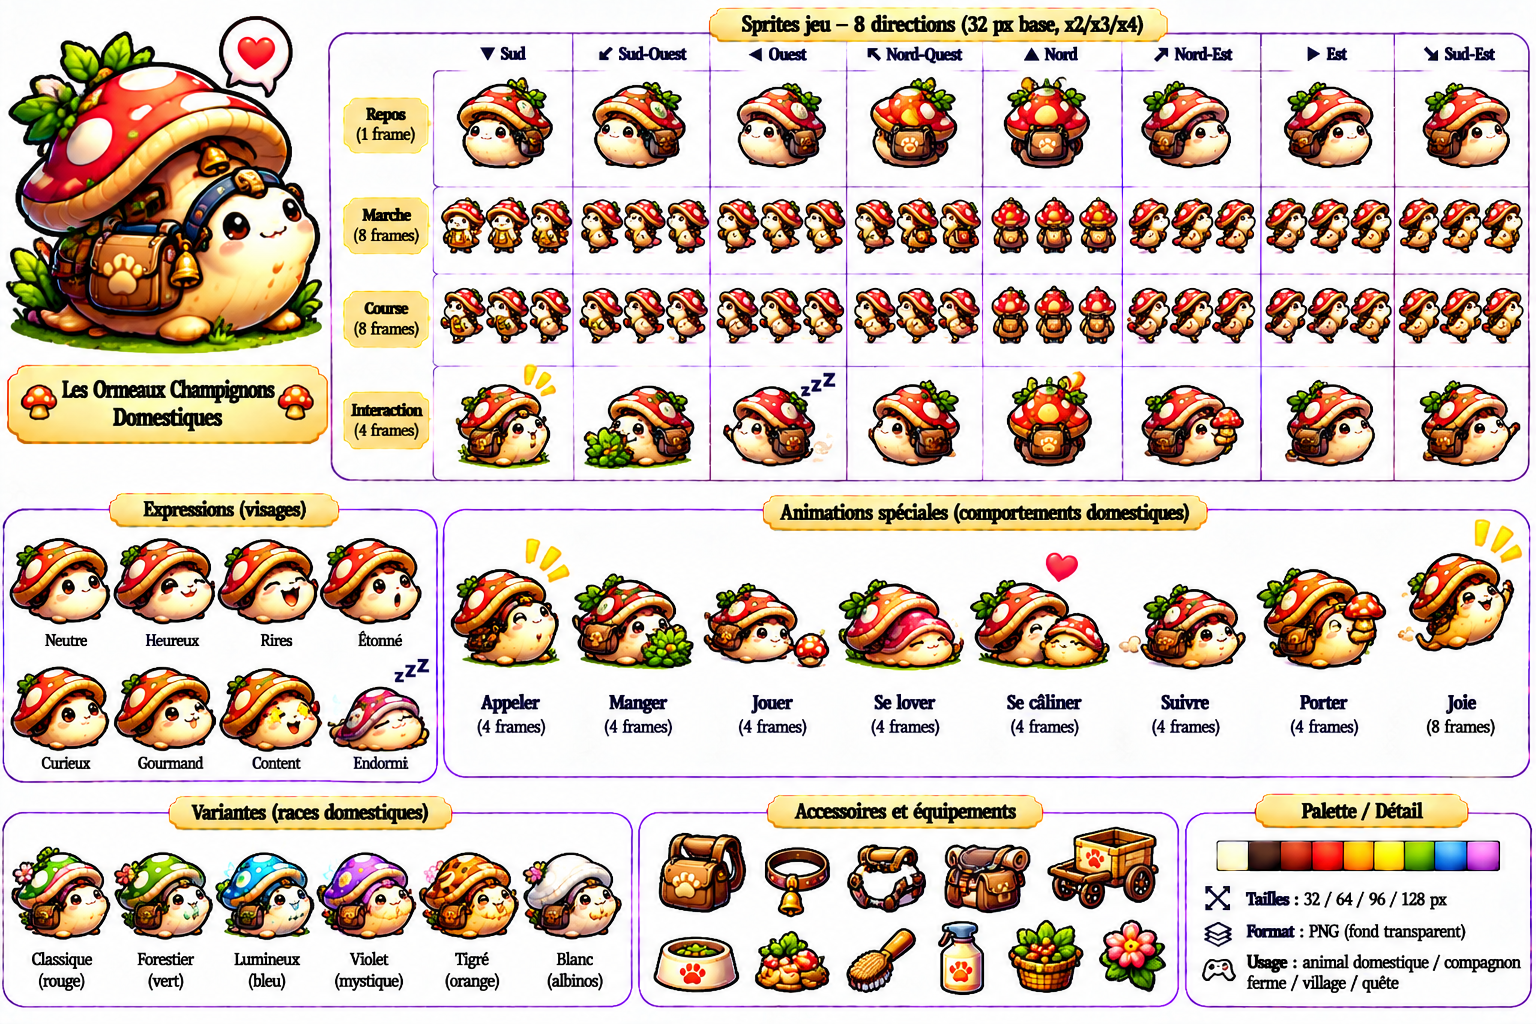 Sprites jeu – 8 directions (32 px base, x2/x3/x4)
▼ Sud
↙ Sud-Ouest
◀ Ouest
↖ Nord-Quest
▲ Nord
↗ Nord-Est
▶ Est
↘ Sud-Est
Repos
(1 frame)
Marche
(8 frames)
Course
(8 frames)
Interaction
(4 frames)
zzZ
Les Ormeaux Champignons
Domestiques
Expressions (visages)
Neutre
Heureux
Rires
Étonné
Curieux
Gourmand
Content
zzZ
Endormi
Animations spéciales (comportements domestiques)
Appeler
(4 frames)
Manger
(4 frames)
Jouer
(4 frames)
Se lover
(4 frames)
Se câliner
(4 frames)
Suivre
(4 frames)
Porter
(4 frames)
Joie
(8 frames)
Variantes (races domestiques)
Classique
(rouge)
Forestier
(vert)
Lumineux
(bleu)
Violet
(mystique)
Tigré
(orange)
Blanc
(albinos)
Accessoires et équipements
Palette / Détail
Tailles : 32 / 64 / 96 / 128 px
Format : PNG (fond transparent)
Usage : animal domestique / compagnon
ferme / village / quête